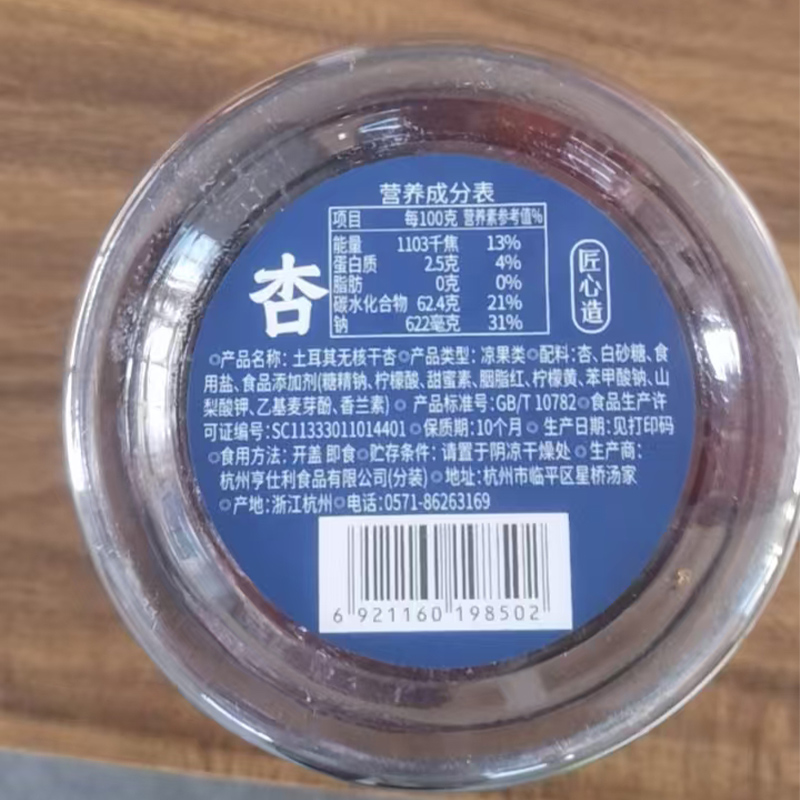 营养成分表
项目 每100克 营养素参考值%
能量 1103千焦 13%
蛋白质 2.5克 4%
脂肪 0克 0%
碳水化合物 62.4克 21%
钠 622毫克 31%
杏
匠心造
产品名称: 土耳其无核干杏 产品类型: 凉果类 配料: 杏、白砂糖、食
用盐、食品添加剂(糖精钠、柠檬酸、甜蜜素、胭脂红、柠檬黄、苯甲酸钠、山
梨酸钾、乙基麦芽酚、香兰素) 产品标准号: GB/T 10782 食品生产许
可证编号: SC11333011014401 保质期: 10个月 生产日期: 见打印码
食用方法: 开盖 即食 贮存条件: 请置于阴凉干燥处 生产商:
杭州亨仕利食品有限公司(分装) 地址: 杭州市临平区星桥汤家
产地: 浙江杭州 电话: 0571-86263169
6 921160 198502